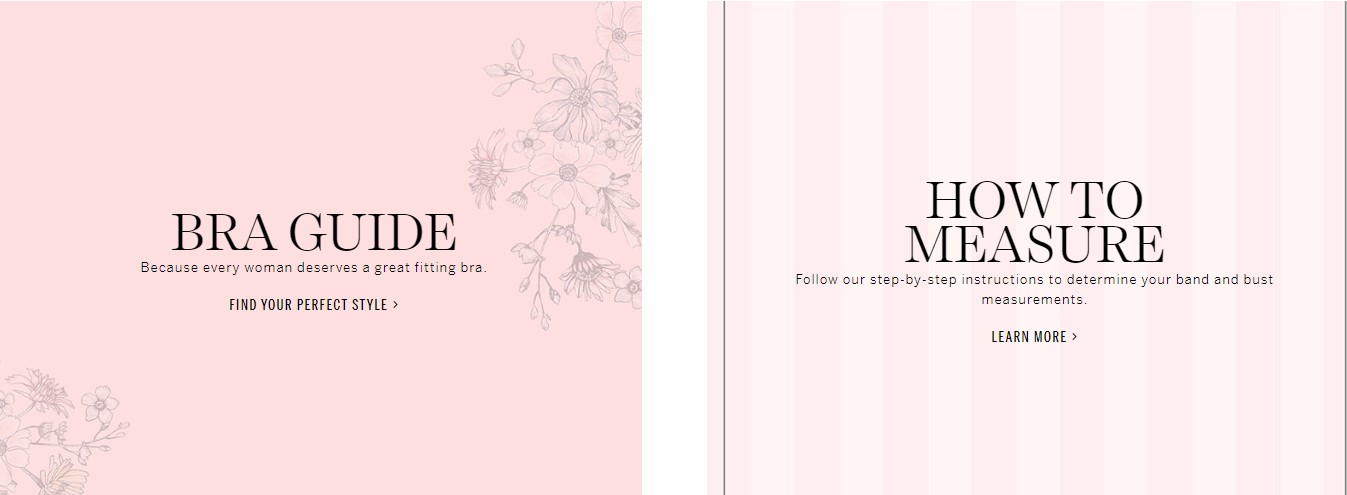 BRA GUIDE
Because every woman deserves a great fitting bra.
FIND YOUR PERFECT STYLE >
HOW TO
MEASURE
Follow our step-by-step instructions to determine your band and bust
measurements.
LEARN MORE >